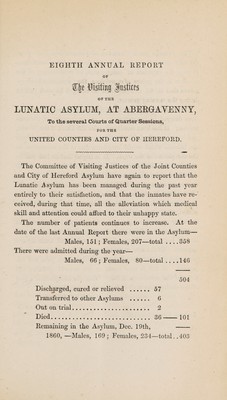 EIGHTH ANNUAL REPORT
OF
The Visiting Justices
OF THE
LUNATIC ASYLUM, AT ABERGAVENNY,
To the several Courts of Quarter Sessions,
FOR THE
UNITED COUNTIES AND CITY OF HEREFORD.
The Committee of Visiting Justices of the Joint Counties
and City of Hereford Asylum have again to report that the
Lunatic Asylum has been managed during the past year
entirely to their satisfaction, and that the inmates have re-
ceived, during that time, all the alleviation which medical
skill and attention could afford to their unhappy state.
The number of patients continues to increase. At the
date of the last Annual Report there were in the Asylum—
Males, 151; Females, 207—total ....358
There were admitted during the year—
Males, 66; Females, 80—total....146
504
Discharged, cured or relieved ...... 57
Transferred to other Asylums ...... 6
Out on trial........................ 2
Died.............................. 36 — 101
Remaining in the Asylum, Dec. 19th,
1860, —Males, 169; Females, 234—total..403